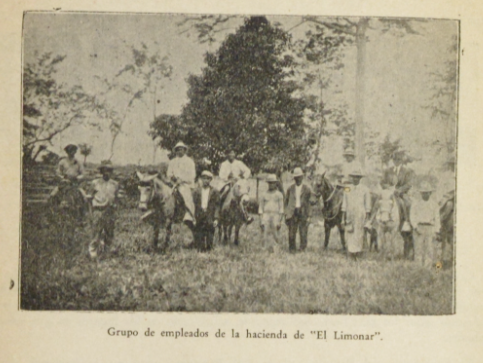 Grupo de empleados de la hacienda de "El Limonar".